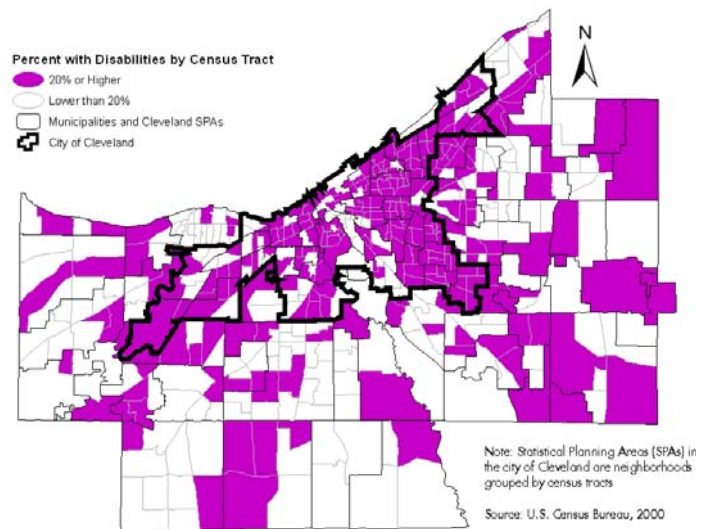 Percent with Disabilities by Census Tract
20% or Higher
Lower than 20%
Municipalities and Cleveland SPAs
City of Cleveland
N
Note: Statistical Planning Areas (SPAs) in
the city of Cleveland are neighborhoods
grouped by census tracts
Source: U.S. Census Bureau, 2000